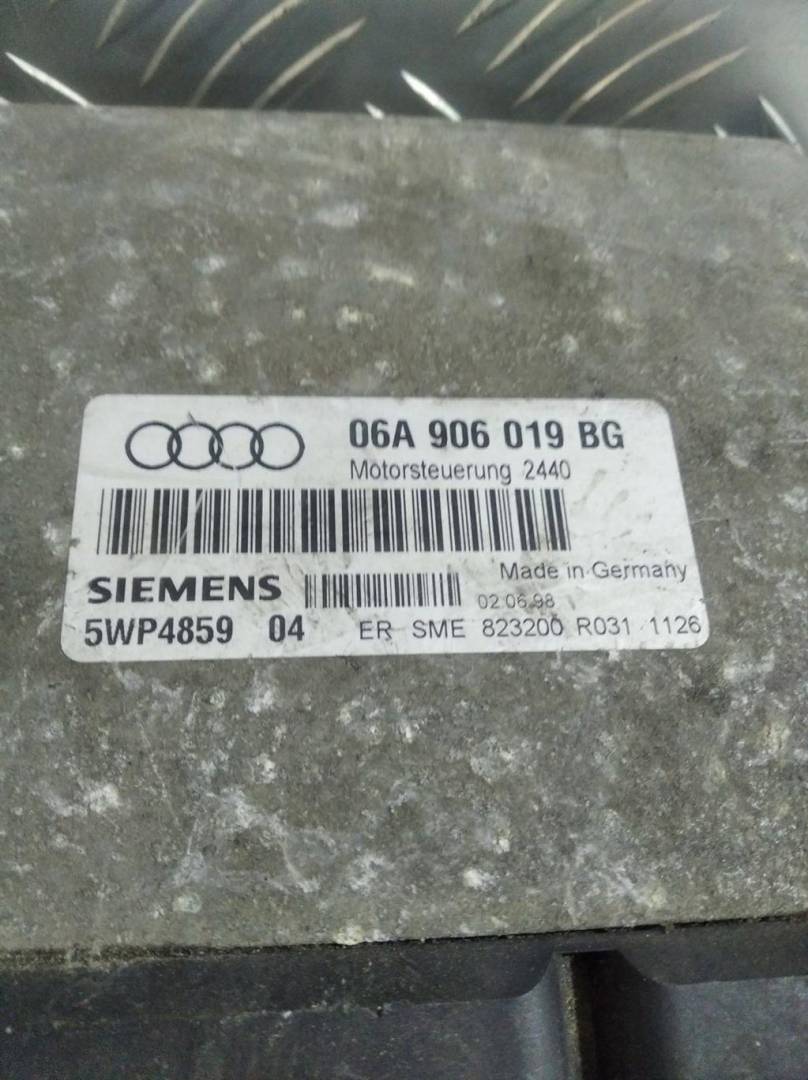 06A 906 019 BG
Motorsteuerung 2440
Made in Germany
SIEMENS
02.06.98
5WP4859 04 ER SME 823200 R031 1126